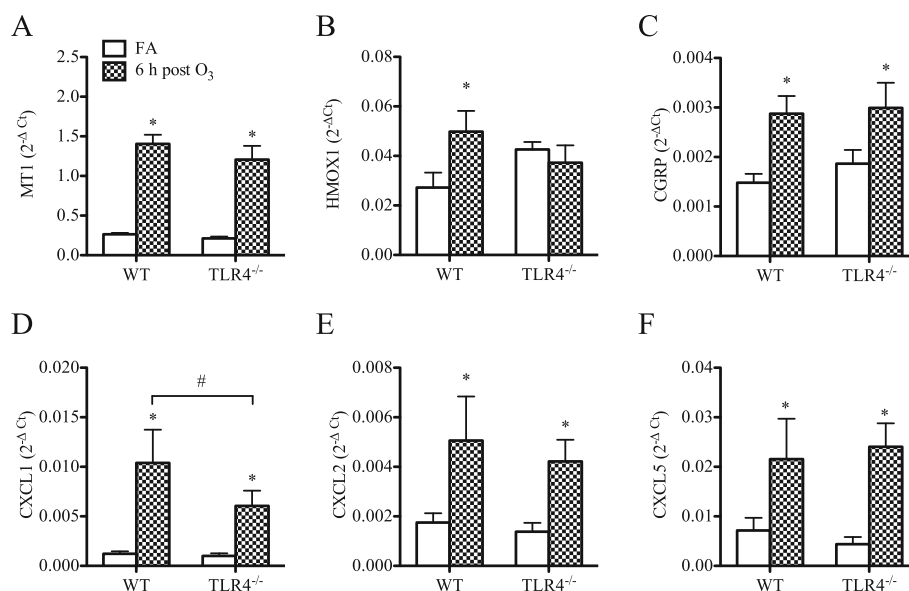 A
FA
6 h post O3
MT1 (2-Δ Ct)
2.5
2.0
1.5
1.0
0.5
0.0
*
*
WT
TLR4-/-
B
HMOX1 (2-ΔCt)
0.08
0.06
0.04
0.02
0.00
*
WT
TLR4-/-
C
CGRP (2-ΔCt)
0.004
0.003
0.002
0.001
0.000
*
*
WT
TLR4-/-
D
CXCL1 (2-Δ Ct)
0.020
0.015
0.010
0.005
0.000
#
*
*
WT
TLR4-/-
E
CXCL2 (2-Δ Ct)
0.008
0.006
0.004
0.002
0.000
*
*
WT
TLR4-/-
F
CXCL5 (2-Δ Ct)
0.04
0.03
0.02
0.01
0.00
*
*
WT
TLR4-/-